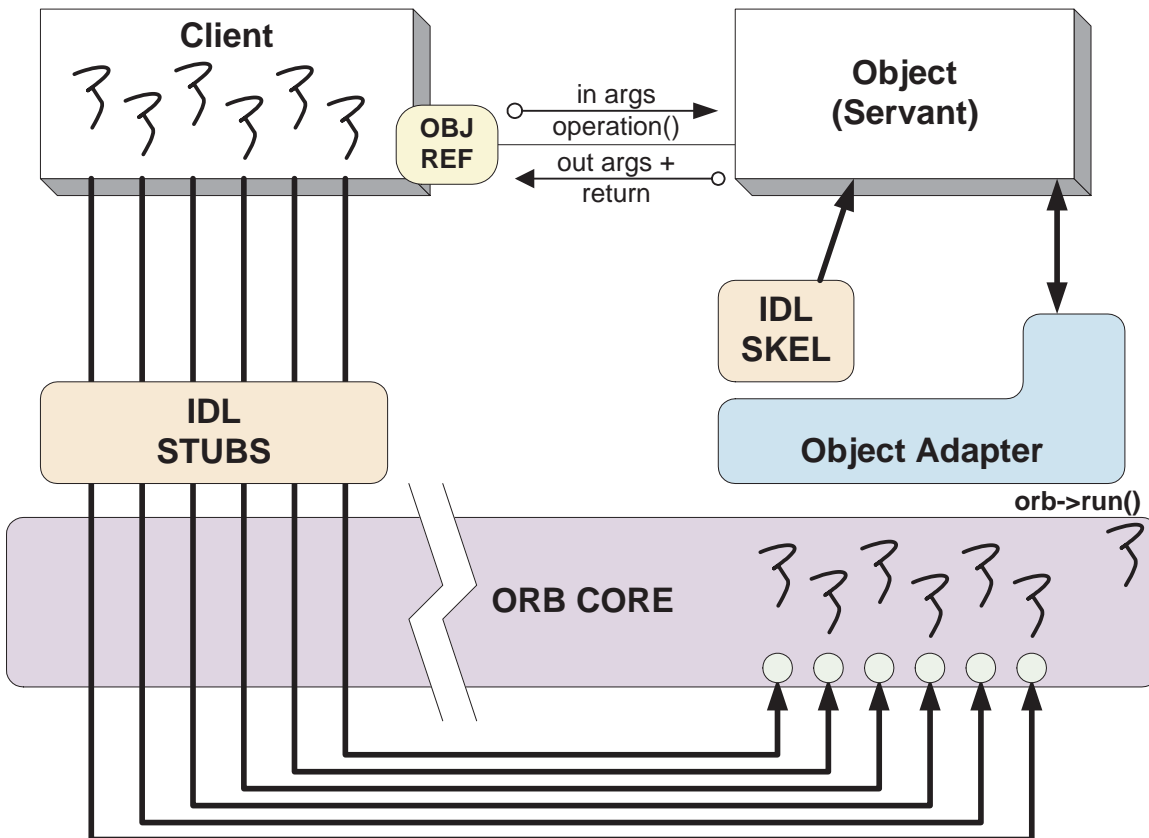 Client
OBJ
REF
in args
operation()
out args +
return
Object
(Servant)
IDL
SKEL
IDL
STUBS
Object Adapter
orb->run()
ORB CORE